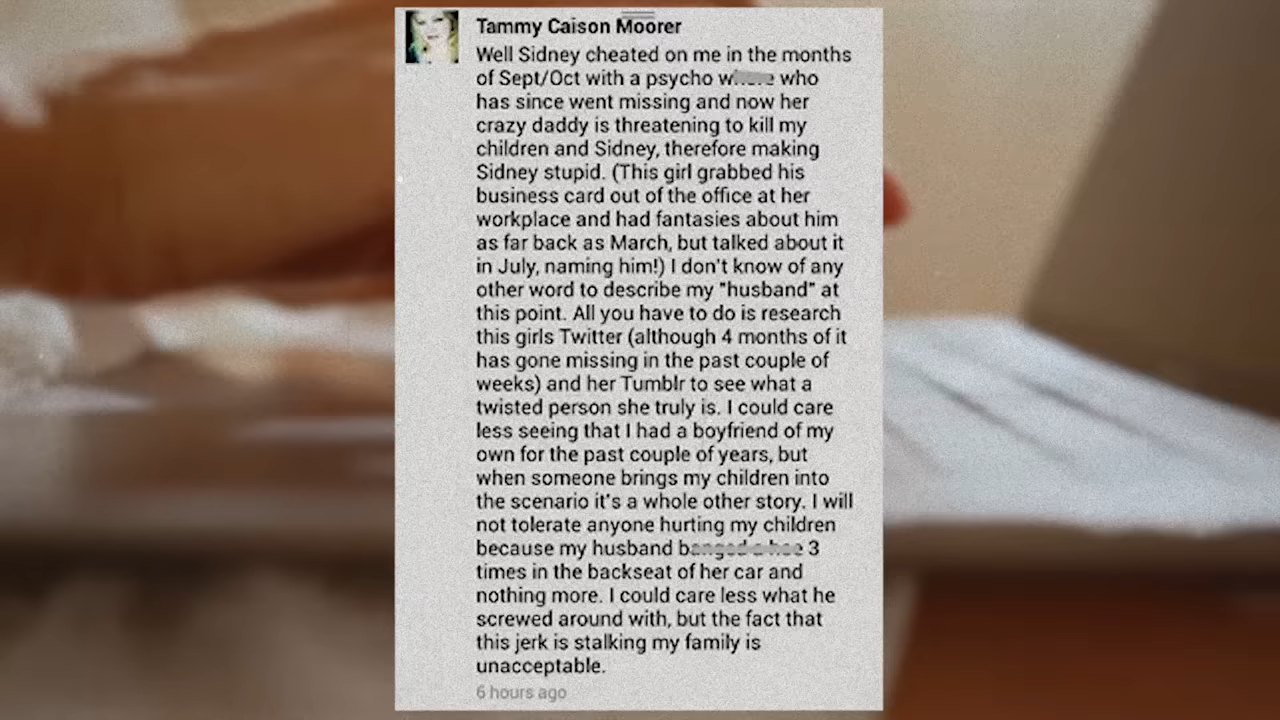 Tammy Caison Moorer
Well Sidney cheated on me in the months
of Sept/Oct with a psycho who
has since went missing and now her
crazy daddy is threatening to kill my
children and Sidney, therefore making
Sidney stupid. (This girl grabbed his
business card out of the office at her
workplace and had fantasies about him
as far back as March, but talked about it
in July, naming him!) I don't know of any
other word to describe my "husband" at
this point. All you have to do is research
this girls Twitter (although 4 months of it
has gone missing in the past couple of
weeks) and her Tumblr to see what a
twisted person she truly is. I could care
less seeing that I had a boyfriend of my
own for the past couple of years, but
when someone brings my children into
the scenario it's a whole other story. I will
not tolerate anyone hurting my children
because my husband 3
times in the backseat of her car and
nothing more. I could care less what he
screwed around with, but the fact that
this jerk is stalking my family is
unacceptable.
6 hours ago